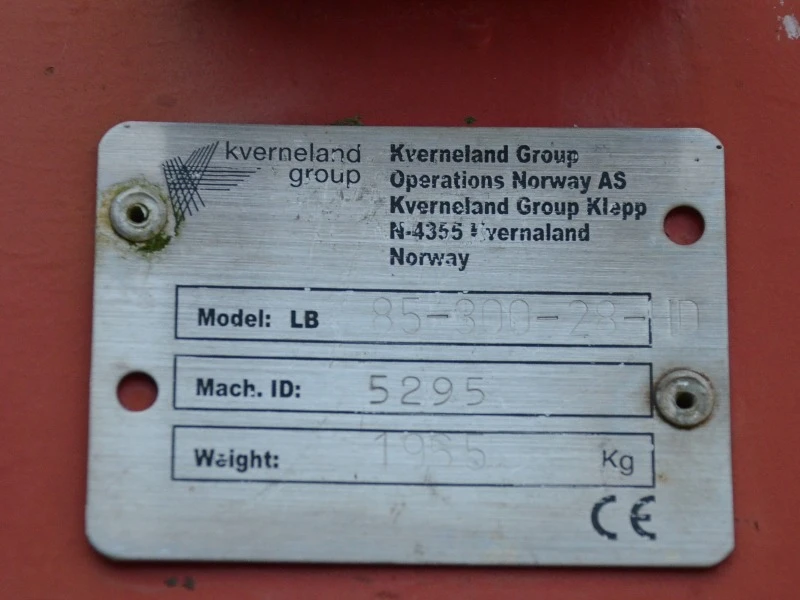 kverneland
group
Kverneland Group
Operations Norway AS
Kverneland Group Klepp
N-4355 Kvernaland
Norway
Model: LB 85-300-28-HD
Mach. ID: 5295
Weight: Kg
CE